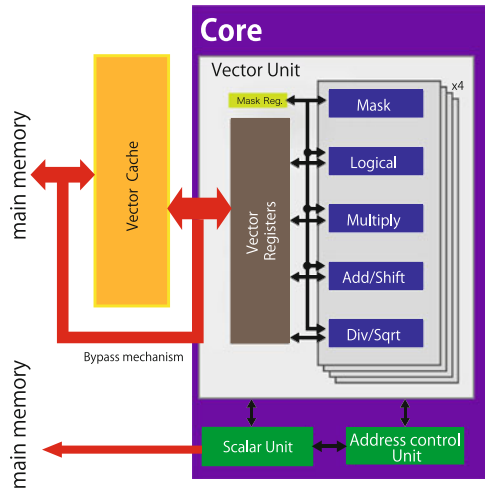 Core
Vector Unit
x4
Mask Reg.
Mask
main memory
Vector Cache
Vector
Registers
Logical
Multiply
Add/Shift
Div/Sqrt
Bypass mechanism
main memory
Scalar Unit
Address control
Unit